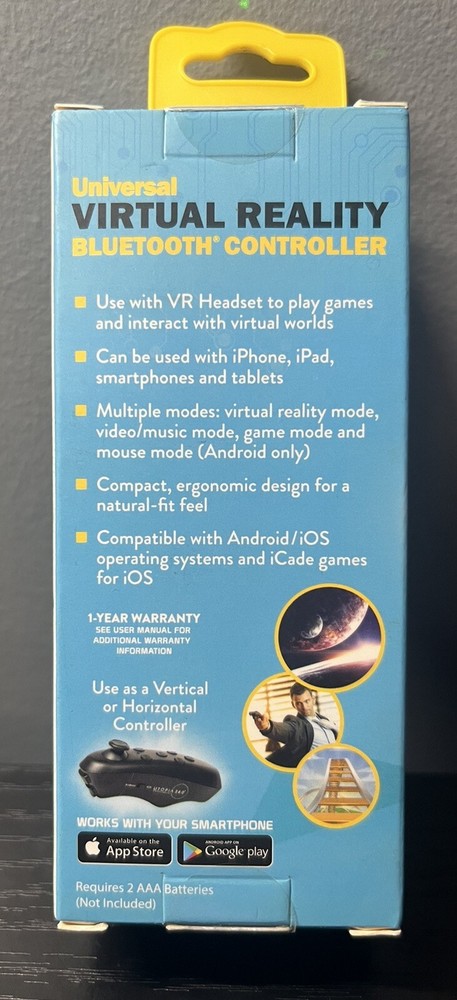 Universal
VIRTUAL REALITY
BLUETOOTH® CONTROLLER
Use with VR Headset to play games
and interact with virtual worlds
Can be used with iPhone, iPad,
smartphones and tablets
Multiple modes: virtual reality mode,
video/music mode, game mode and
mouse mode (Android only)
Compact, ergonomic design for a
natural-fit feel
Compatible with Android/iOS
operating systems and iCade games
for iOS
1-YEAR WARRANTY
SEE USER MANUAL FOR
ADDITIONAL WARRANTY
INFORMATION
Use as a Vertical
or Horizontal
Controller
UTOPIA 360°
WORKS WITH YOUR SMARTPHONE
Available on the
App Store
ANDROID APP ON
Google play
Requires 2 AAA Batteries
(Not Included)